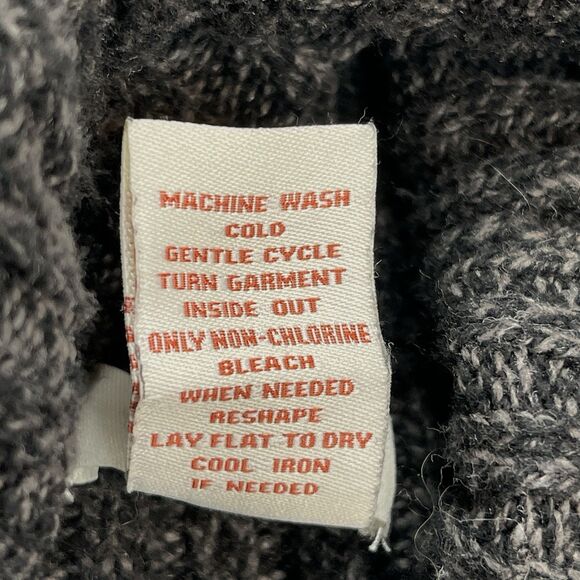 MACHINE WASH
COLD
GENTLE CYCLE
TURN GARMENT
INSIDE OUT
ONLY NON-CHLORINE
BLEACH
WHEN NEEDED
RESHAPE
LAY FLAT TO DRY
COOL IRON
IF NEEDED